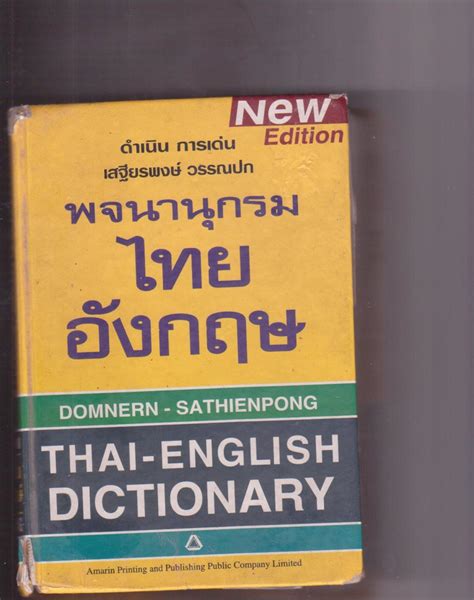 New
Edition
ดำเนิน การเด่น
เสฐียรพงษ์ วรรณปก
พจนานุกรม
ไทย
อังกฤษ
DOMNERN - SATHIENPONG
THAI-ENGLISH
DICTIONARY
Amarin Printing and Publishing Public Company Limited